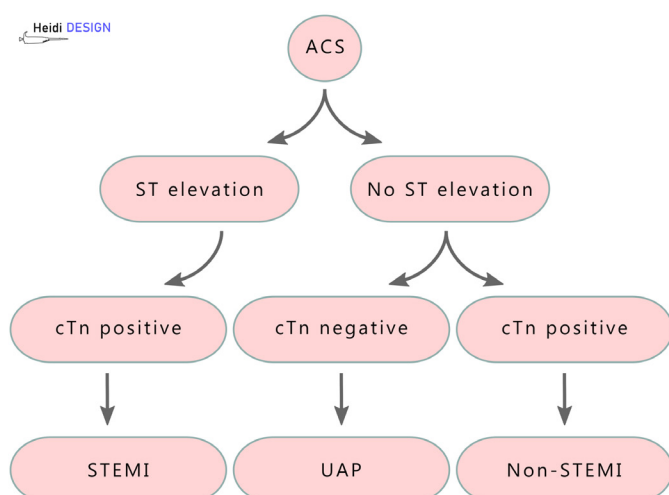 Heidi DESIGN
ACS
ST elevation
No ST elevation
cTn positive
cTn negative
cTn positive
STEMI
UAP
Non-STEMI